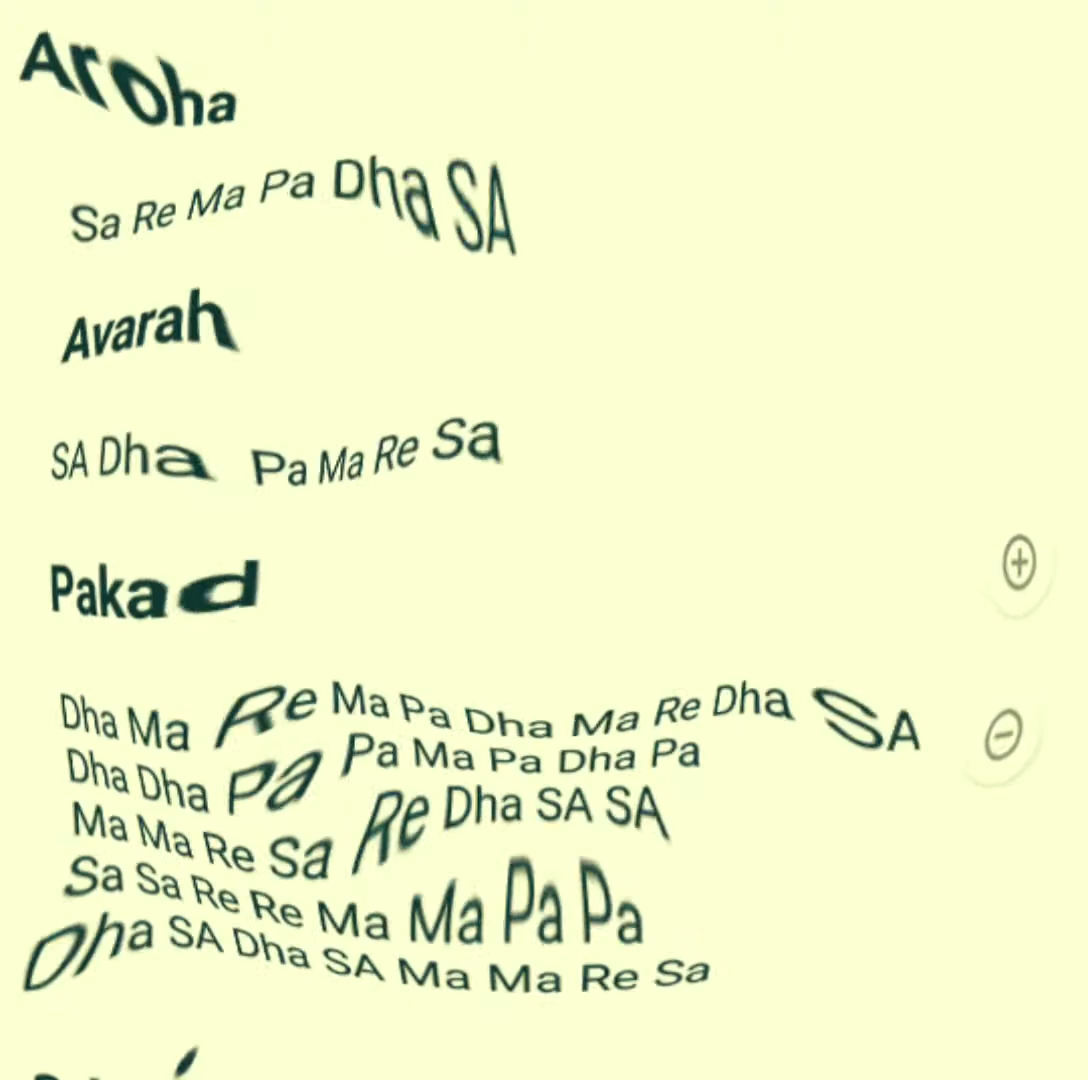 Aroha
Sa Re Ma Pa Dha SA
Avarah
SA Dha Pa Ma Re Sa
Pakad
Dha Ma Re Ma Pa Dha Ma Re Dha SA
Dha Dha Pa Pa Ma Pa Dha Pa
Ma Ma Re Sa Re Dha SA SA
Sa Sa Re Re Ma Ma Pa Pa
Dha SA Dha SA Ma Ma Re Sa